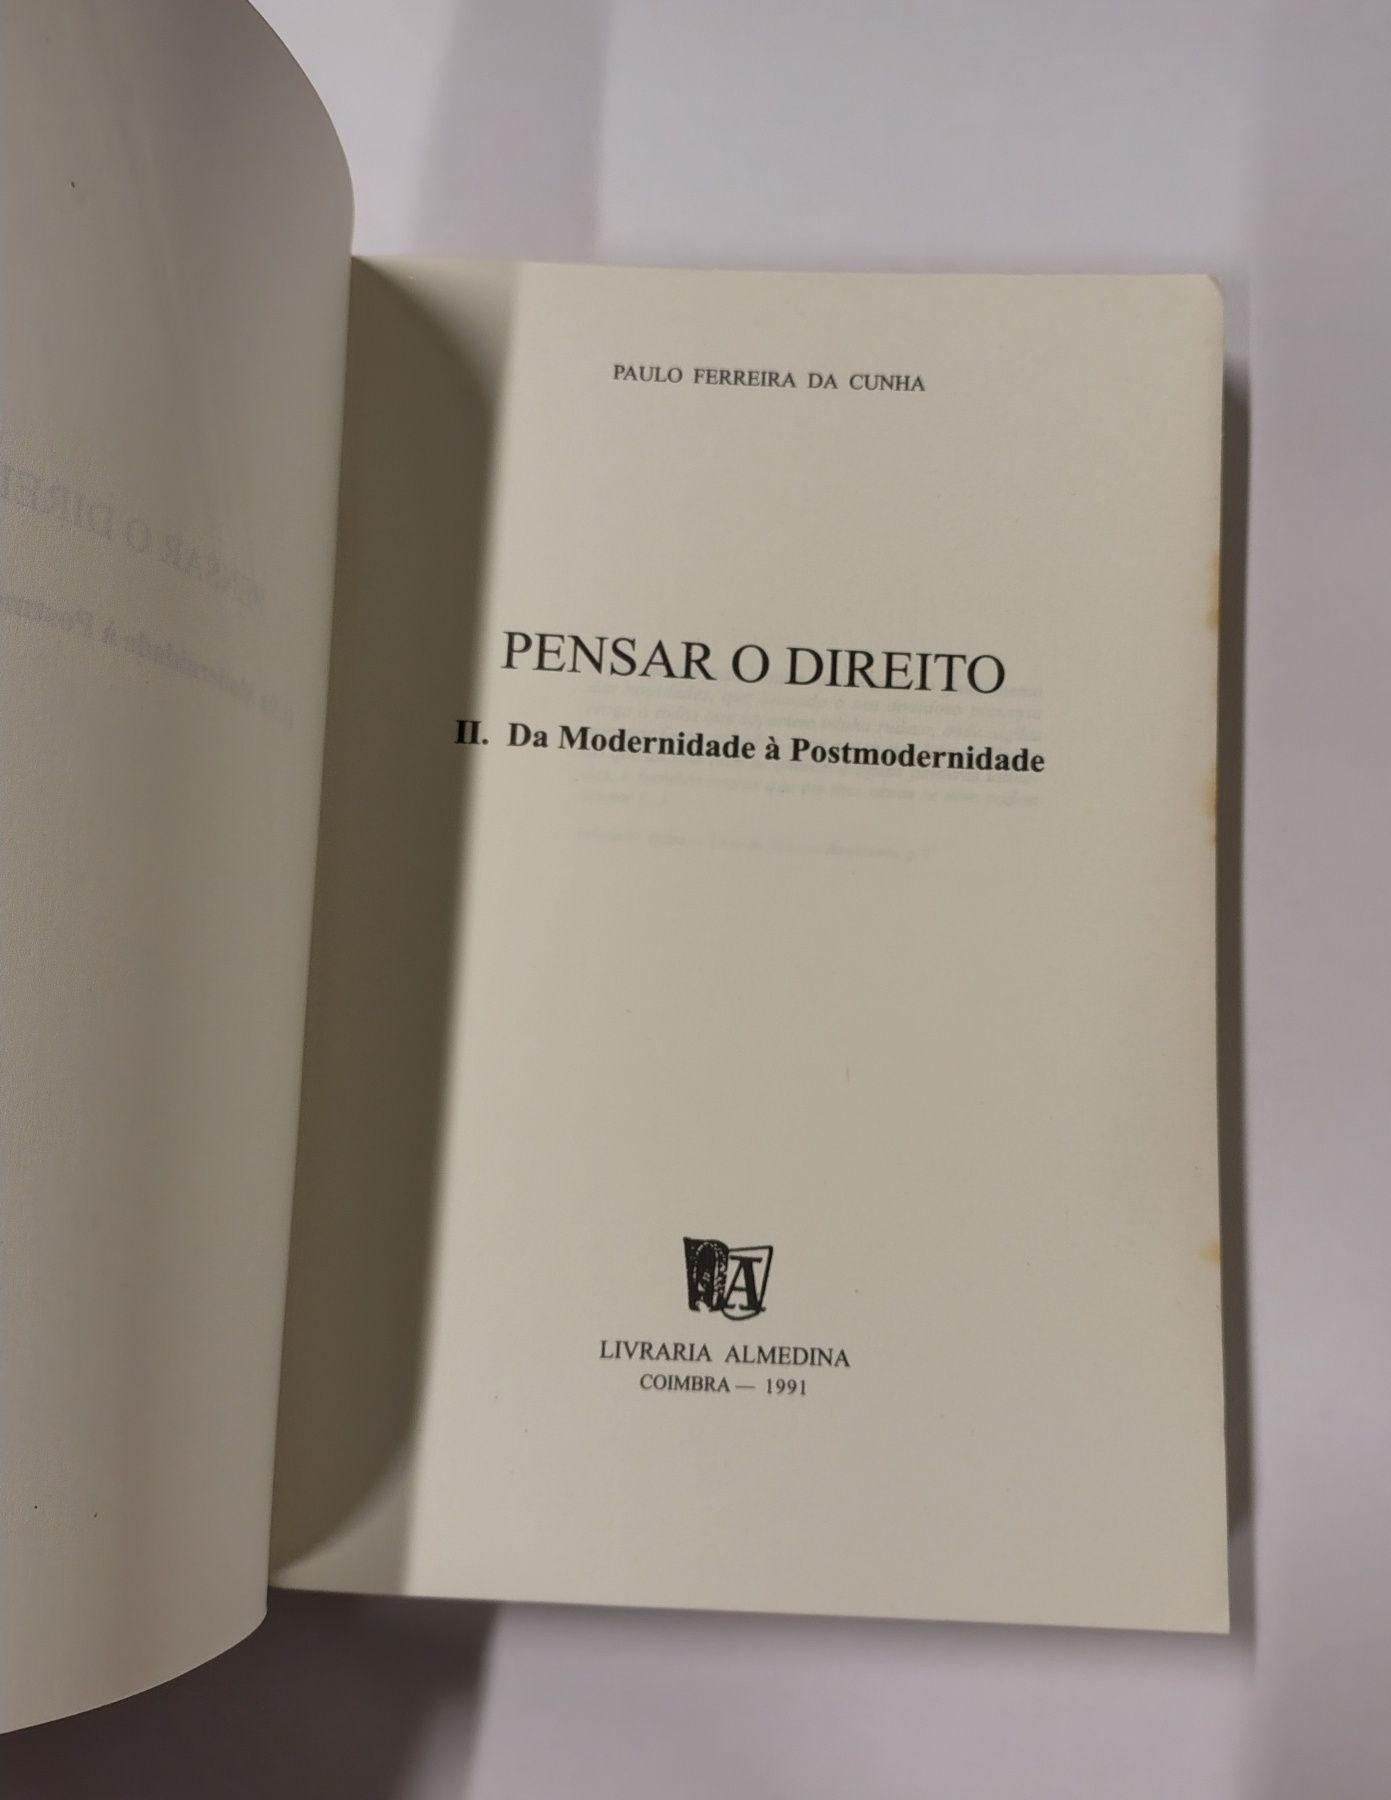 PAULO FERREIRA DA CUNHA
PENSAR O DIREITO
II. Da Modernidade à Postmodernidade
A
LIVRARIA ALMEDINA
COIMBRA — 1991